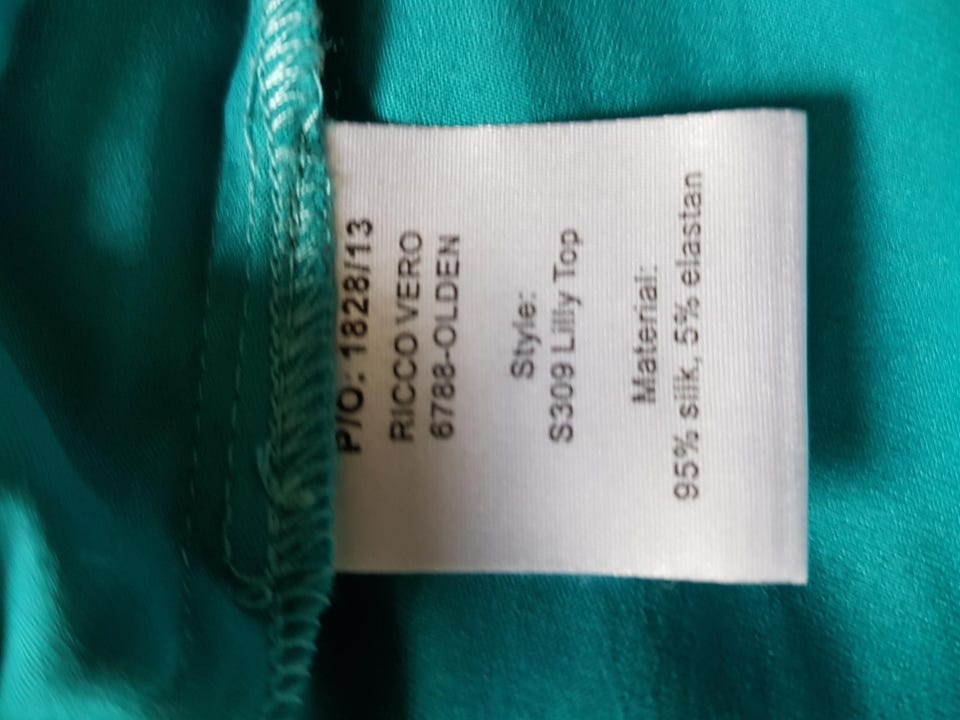 P/O: 1828/13
RICCO VERO
6788-OLDEN
Style:
S309 Lilly Top
Material:
95% silk, 5% elastan